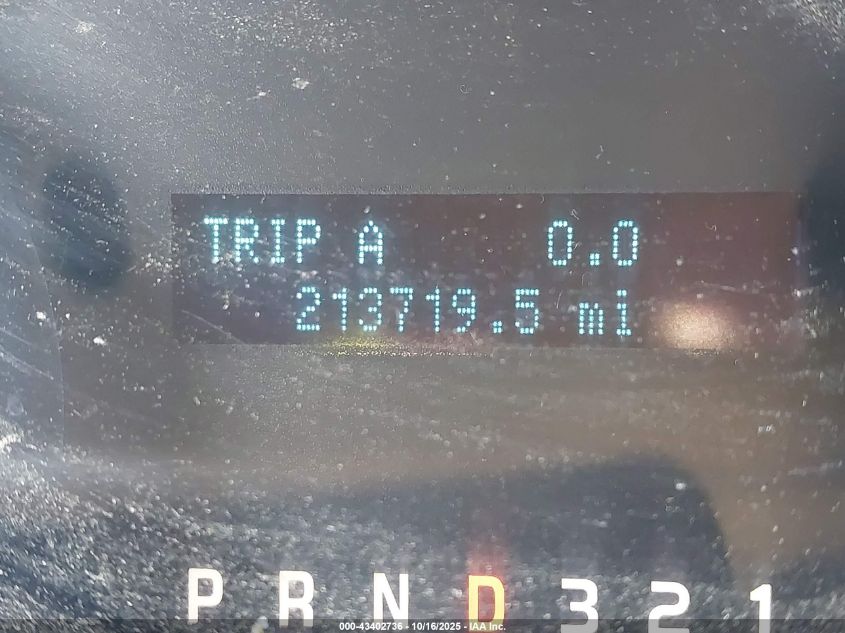 TRIP A 0.0
213719.5 mi
P R N D 3 2 1
000-43402736 - 10/16/2025 - IAA Inc.